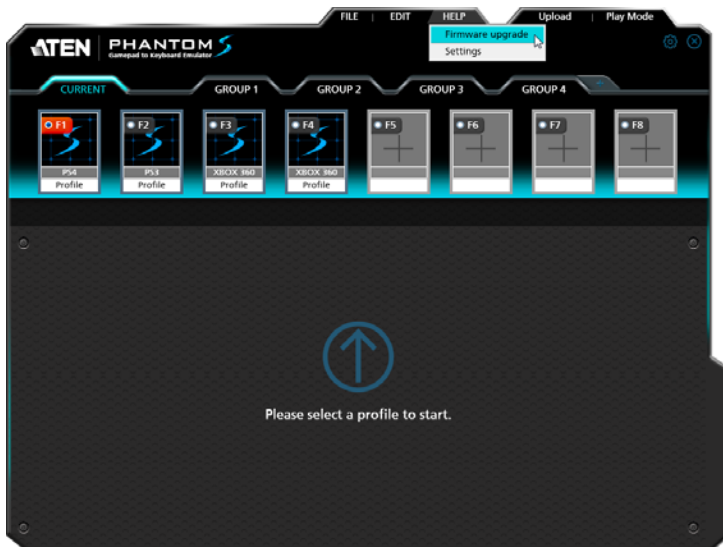 FILE | EDIT HELP Upload | Play Mode
Firmware upgrade
Settings
ATEN PHANTOM S
Gamepad to Keyboard Emulator
CURRENT GROUP 1 GROUP 2 GROUP 3 GROUP 4 +
F1 F2 F3 F4 F5 F6 F7 F8
PS4 PS3 XBOX 360 XBOX 360
Profile Profile Profile Profile
Please select a profile to start.